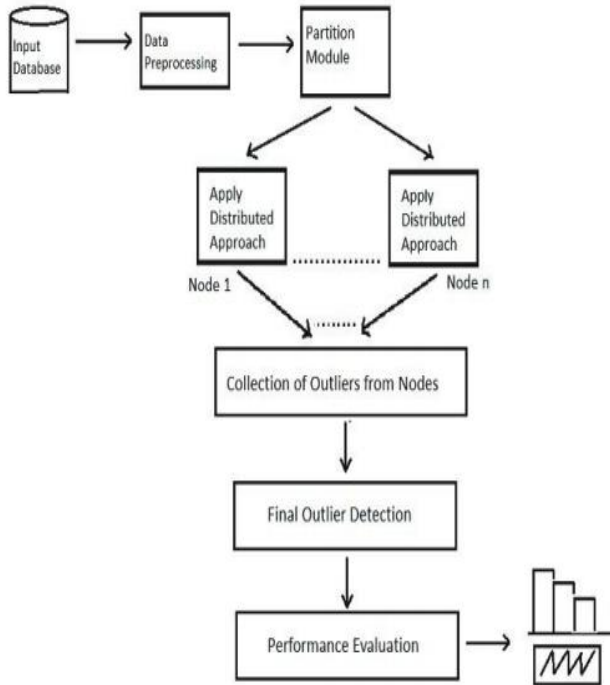 Input
Database
Data
Preprocessing
Partition
Module
Apply
Distributed
Approach
Apply
Distributed
Approach
Node 1
Node n
Collection of Outliers from Nodes
Final Outlier Detection
Performance Evaluation